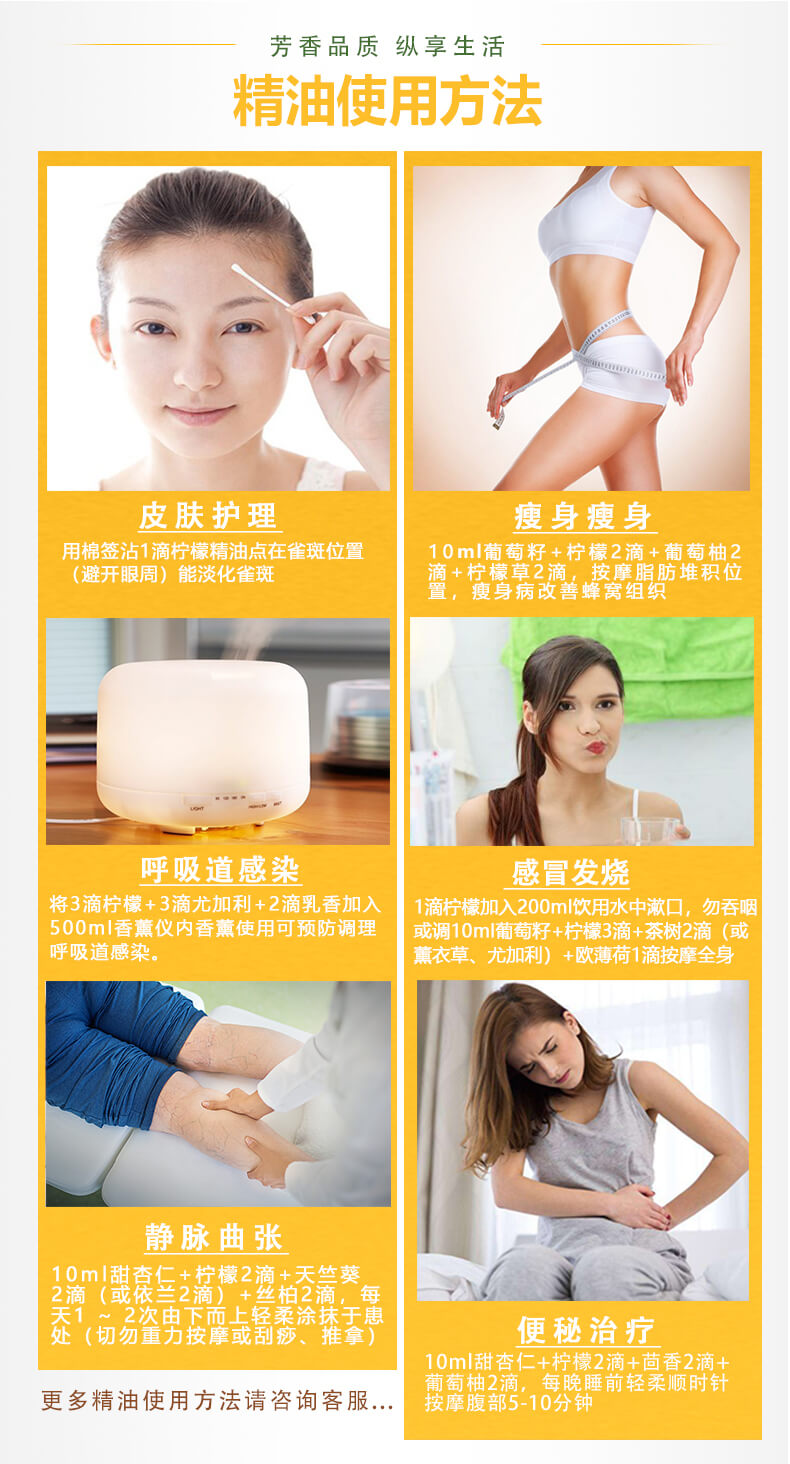 芳香品质 纵享生活
精油使用方法
皮肤护理
用棉签沾1滴柠檬精油点在雀斑位置
（避开眼周）能淡化雀斑
瘦身瘦身
10ml葡萄籽+柠檬2滴+葡萄柚2
滴+柠檬草2滴，按摩脂肪堆积位
置，瘦身病改善蜂窝组织
LIGHT
HIGH/LOW
MIST
呼吸道感染
将3滴柠檬+3滴尤加利+2滴乳香加入
500ml香薰仪内香薰使用可预防调理
呼吸道感染。
感冒发烧
1滴柠檬加入200ml饮用水中漱口，勿吞咽
或调10ml葡萄籽+柠檬3滴+茶树2滴（或
薰衣草、尤加利）+欧薄荷1滴按摩全身
静脉曲张
10ml甜杏仁+柠檬2滴+天竺葵
2滴（或依兰2滴）+丝柏2滴，每
天1 ~ 2次由下而上轻柔涂抹于患
处（切勿重力按摩或刮痧、推拿）
便秘治疗
10ml甜杏仁+柠檬2滴+茴香2滴+
葡萄柚2滴，每晚睡前轻柔顺时针
按摩腹部5-10分钟
更多精油使用方法请咨询客服...